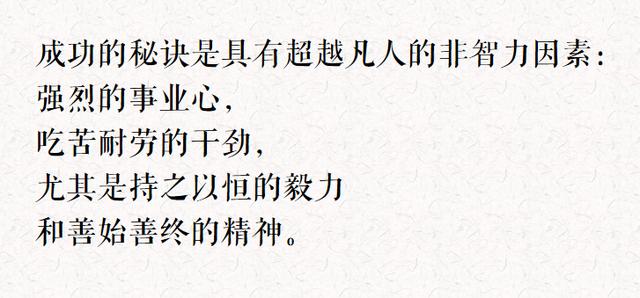 成功的秘诀是具有超越凡人的非智力因素：
强烈的事业心，
吃苦耐劳的干劲，
尤其是持之以恒的毅力
和善始善终的精神。